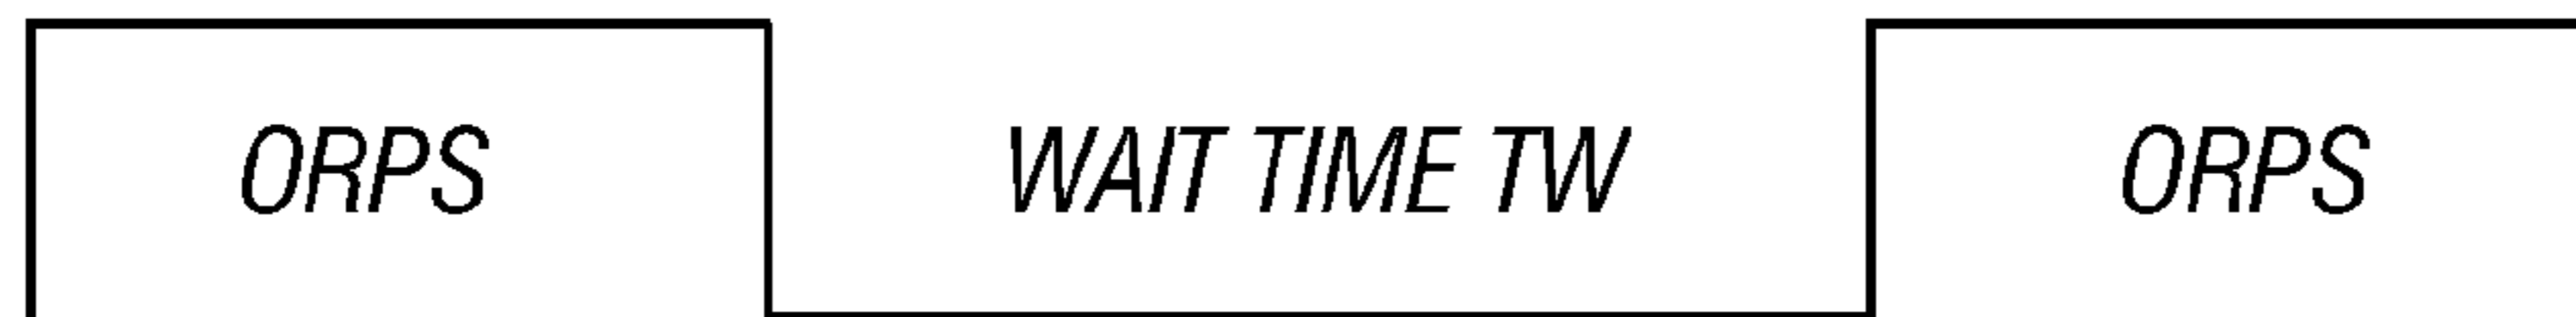 ORPS WAIT TIME TW ORPS